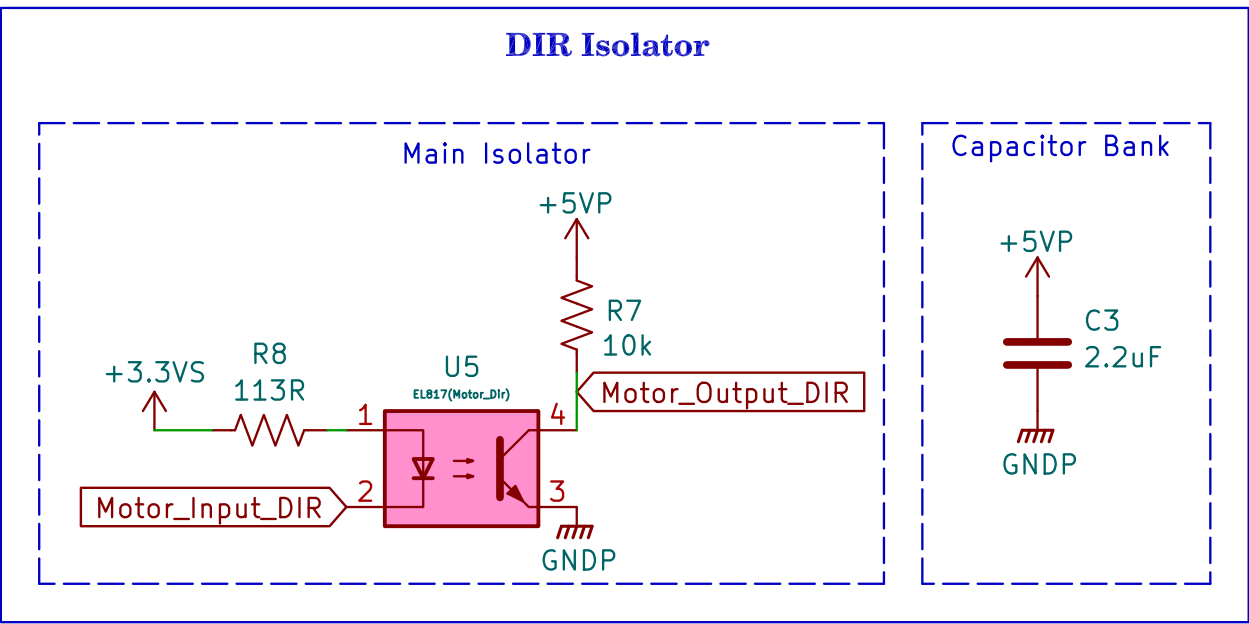 DIR Isolator
Main Isolator
+5VP
R7
10k
+3.3VS
R8
113R
U5
EL817(Motor_Dir)
1
2
4
3
Motor_Input_DIR
Motor_Output_DIR
GNDP
Capacitor Bank
+5VP
C3
2.2uF
GNDP